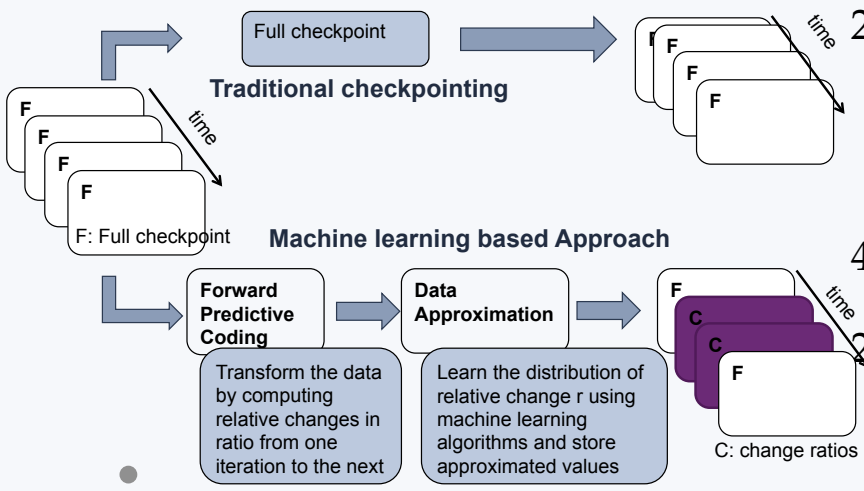 Full checkpoint
Traditional checkpointing
F
F
F
F
time
F: Full checkpoint
F
F
F
time
2
Machine learning based Approach
Forward
Predictive
Coding
Transform the data
by computing
relative changes in
ratio from one
iteration to the next
Data
Approximation
Learn the distribution of
relative change r using
machine learning
algorithms and store
approximated values
F
C
C
F
time
C: change ratios
4